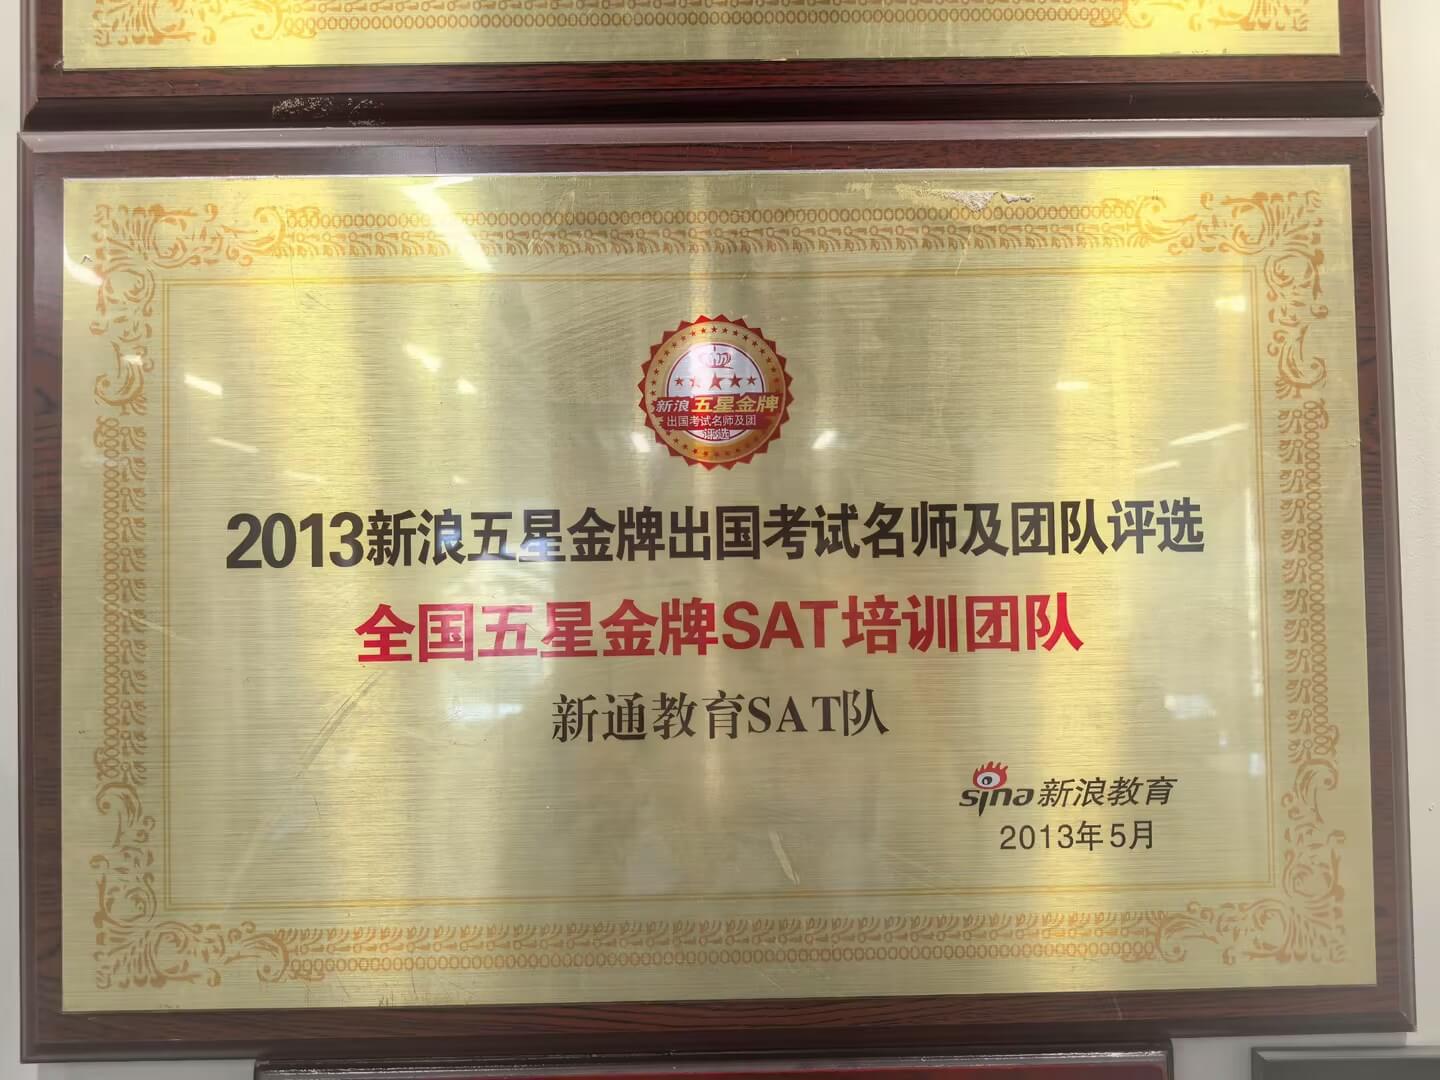 新浪五星金牌
出国考试名师及团
评选
2013新浪五星金牌出国考试名师及团队评选
全国五星金牌SAT培训团队
新通教育SAT队
sina新浪教育
2013年5月